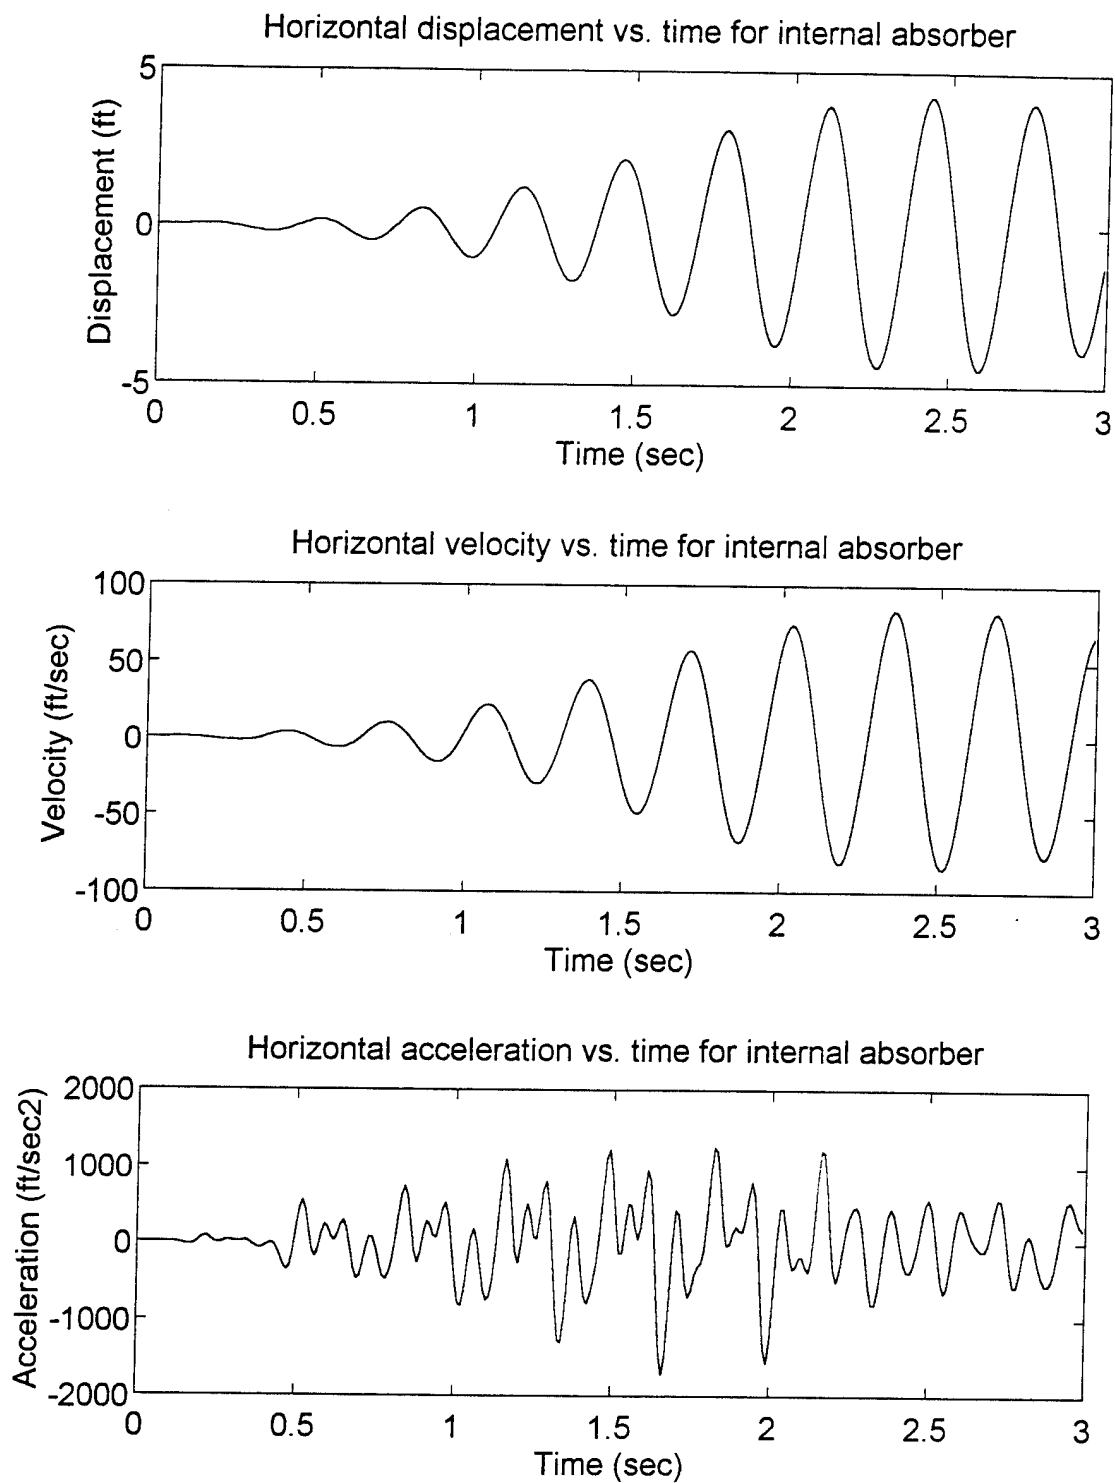 Horizontal displacement vs. time for internal absorber
5
0
-5
Displacement (ft)
0 0.5 1 1.5 2 2.5 3
Time (sec)
Horizontal velocity vs. time for internal absorber
100
50
0
-50
-100
Velocity (ft/sec)
0 0.5 1 1.5 2 2.5 3
Time (sec)
Horizontal acceleration vs. time for internal absorber
2000
1000
0
-1000
-2000
Acceleration (ft/sec2)
0 0.5 1 1.5 2 2.5 3
Time (sec)